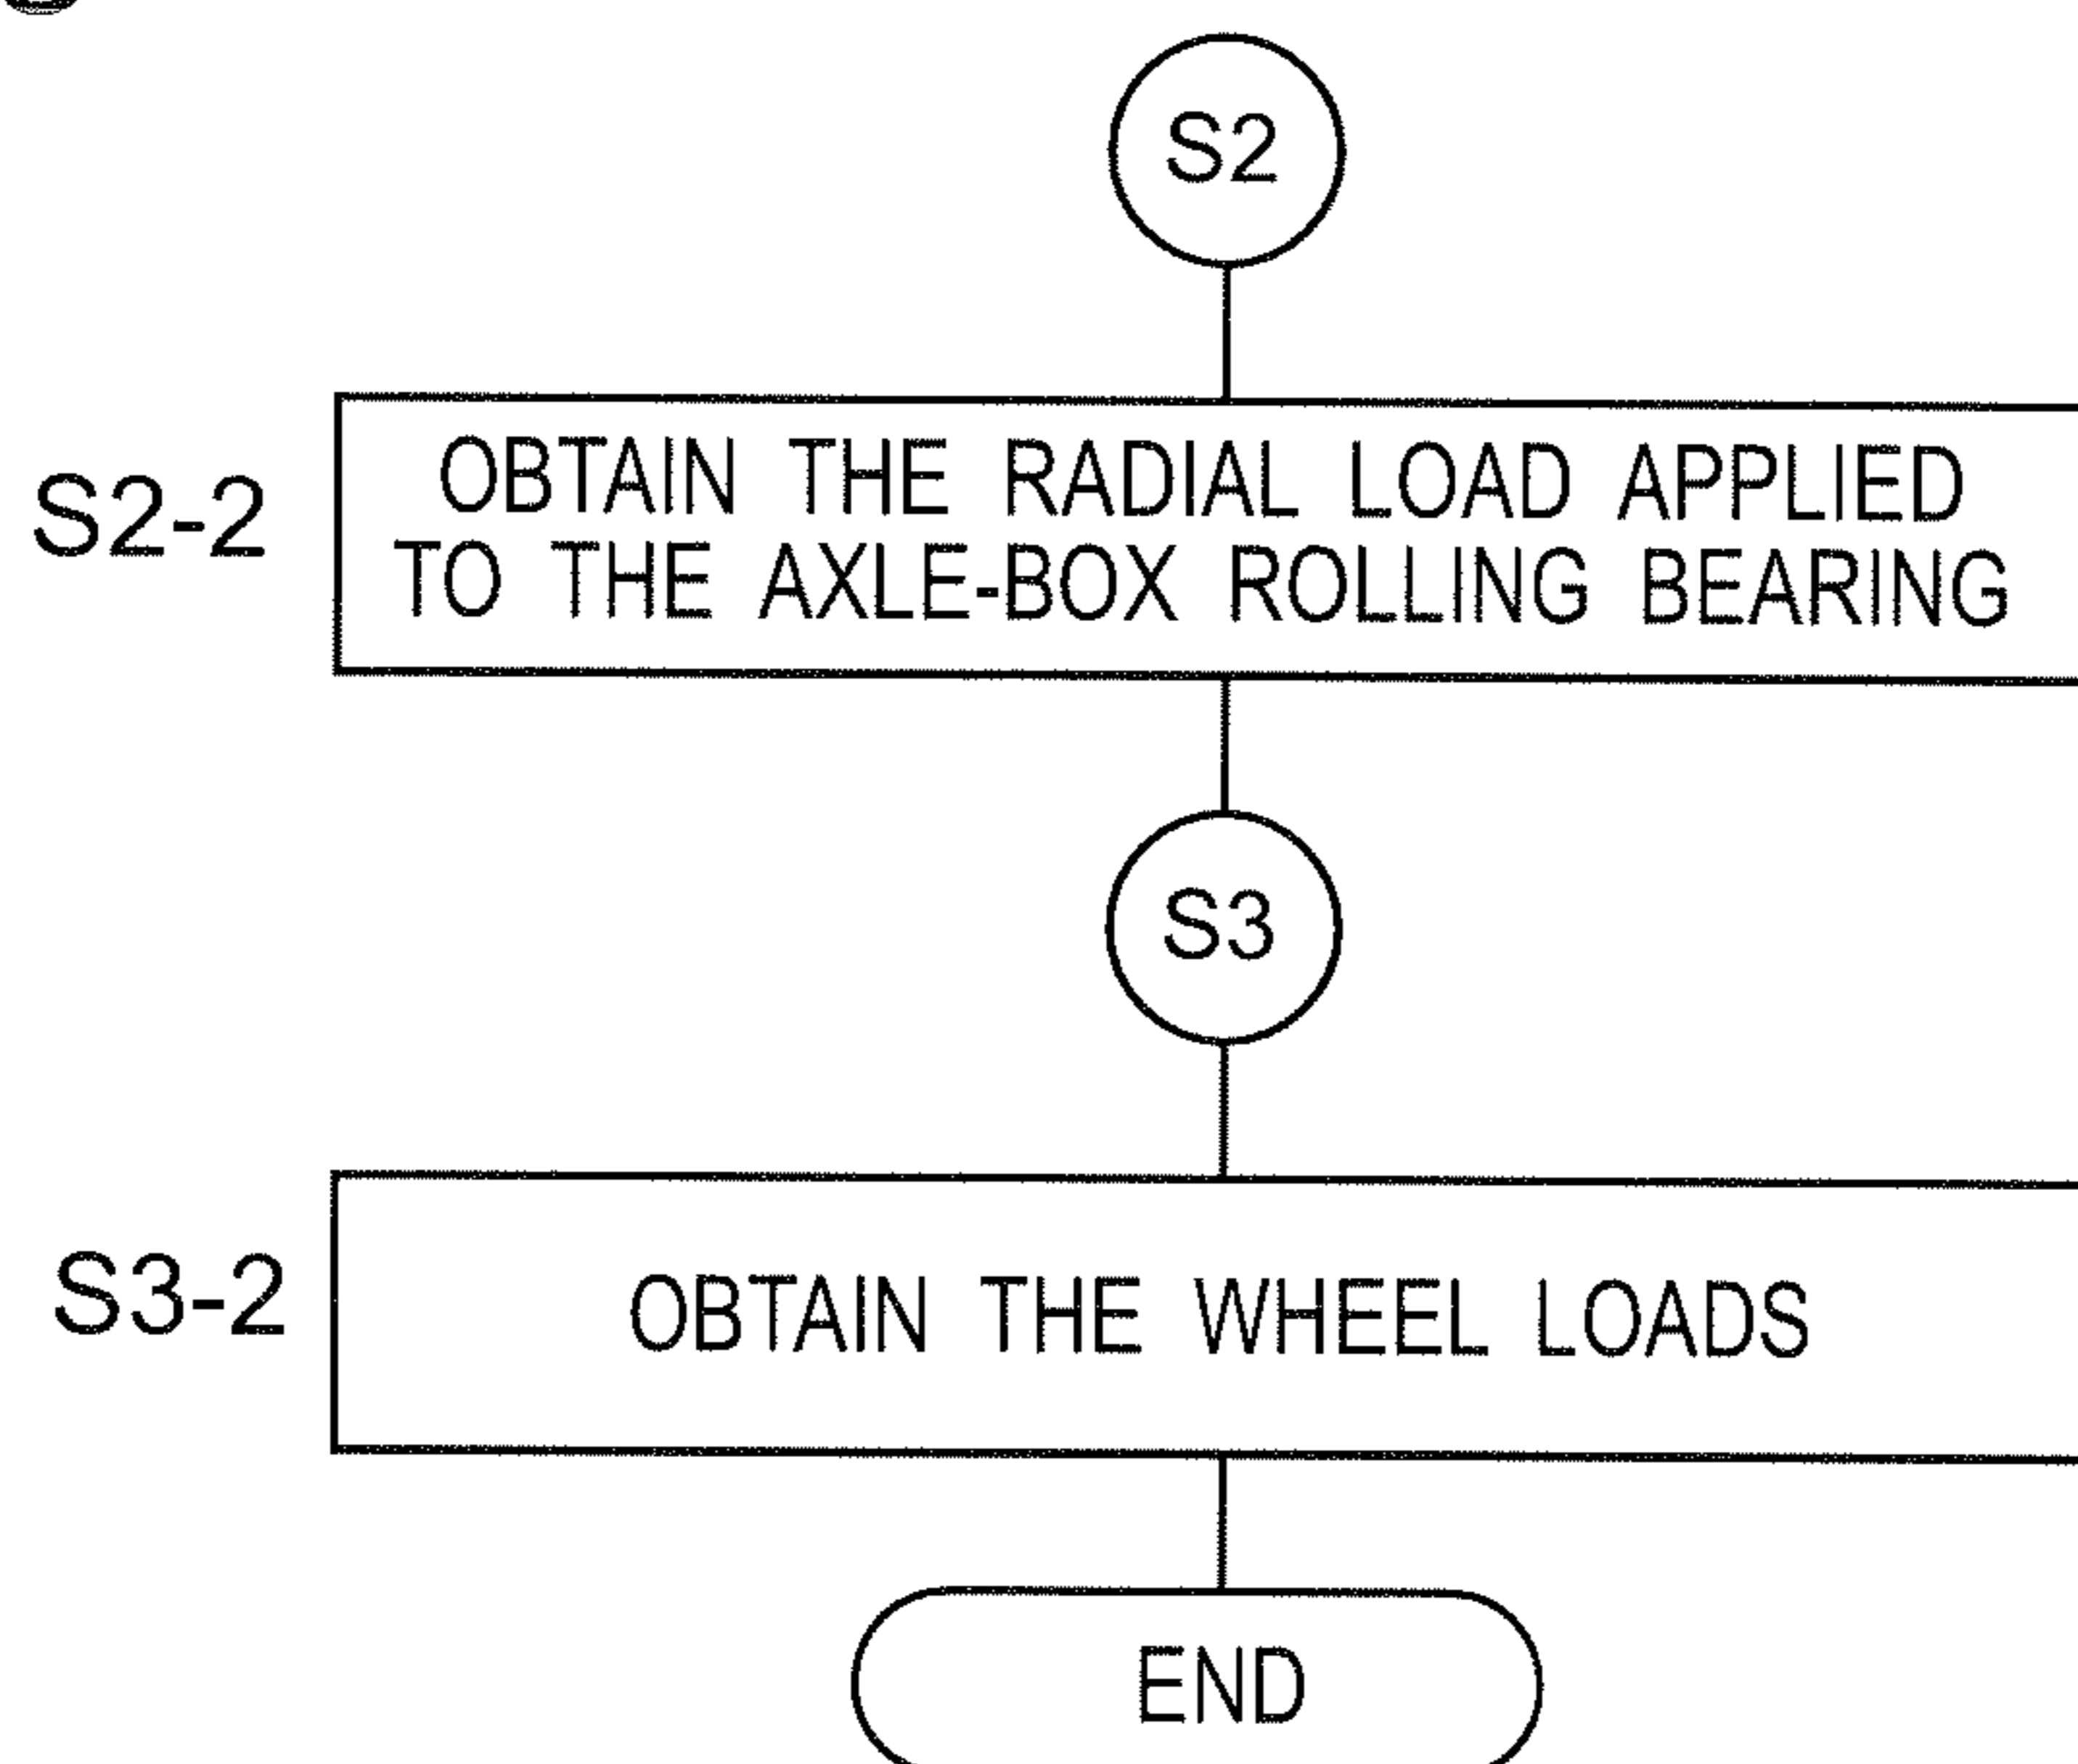 S2
S2-2
OBTAIN THE RADIAL LOAD APPLIED
TO THE AXLE-BOX ROLLING BEARING
S3
S3-2
OBTAIN THE WHEEL LOADS
END